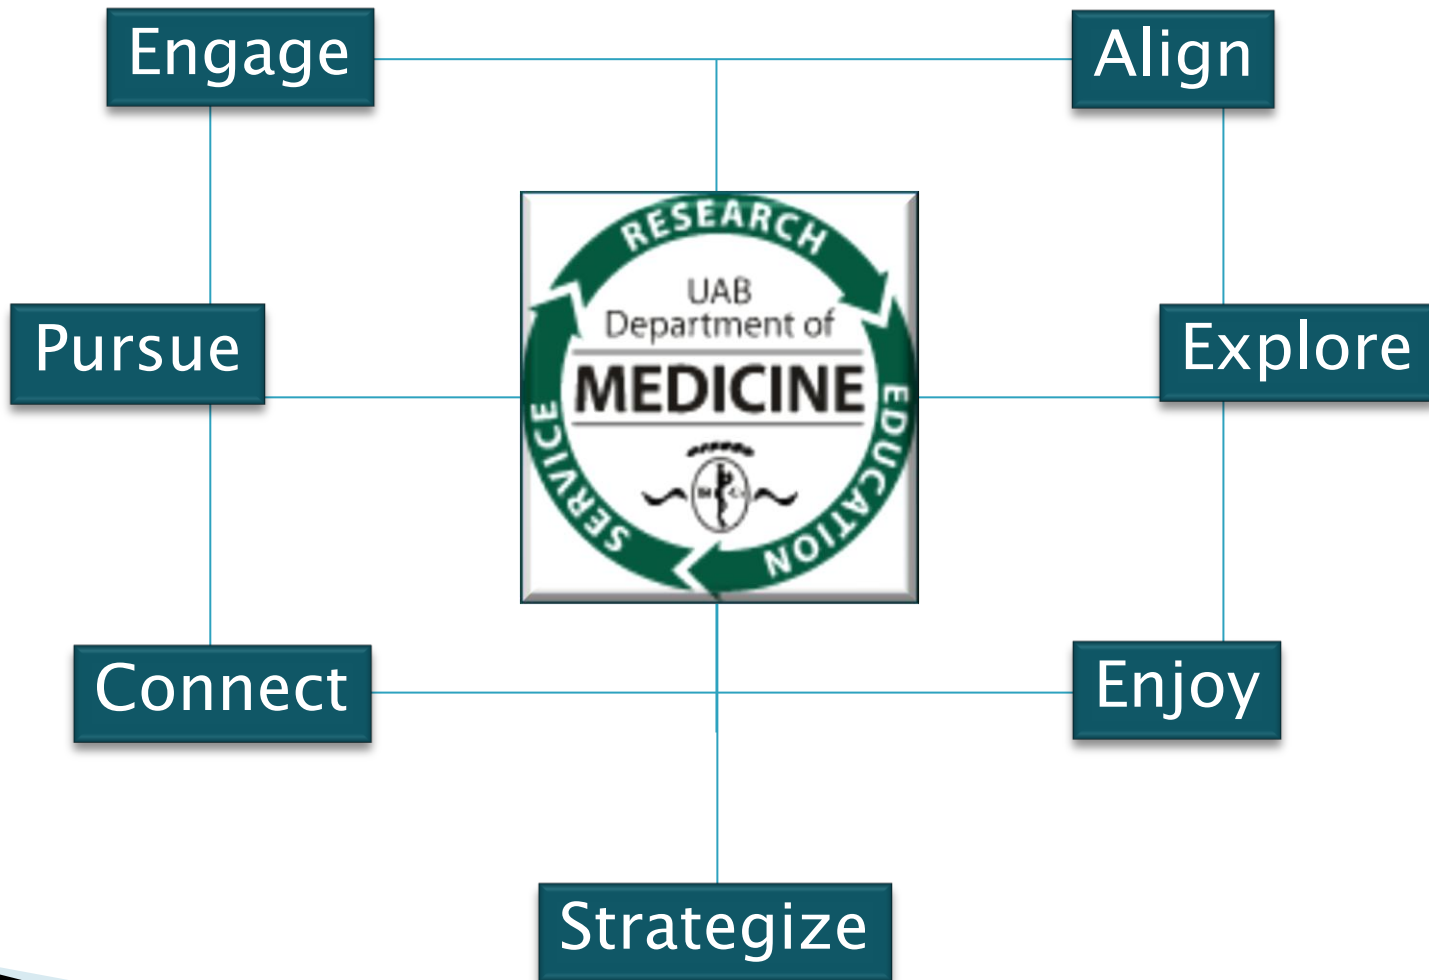 Engage
Align
RESEARCH
UAB
Department of
MEDICINE
EDUCATION
SERVICE
Pursue
Explore
Connect
Enjoy
Strategize